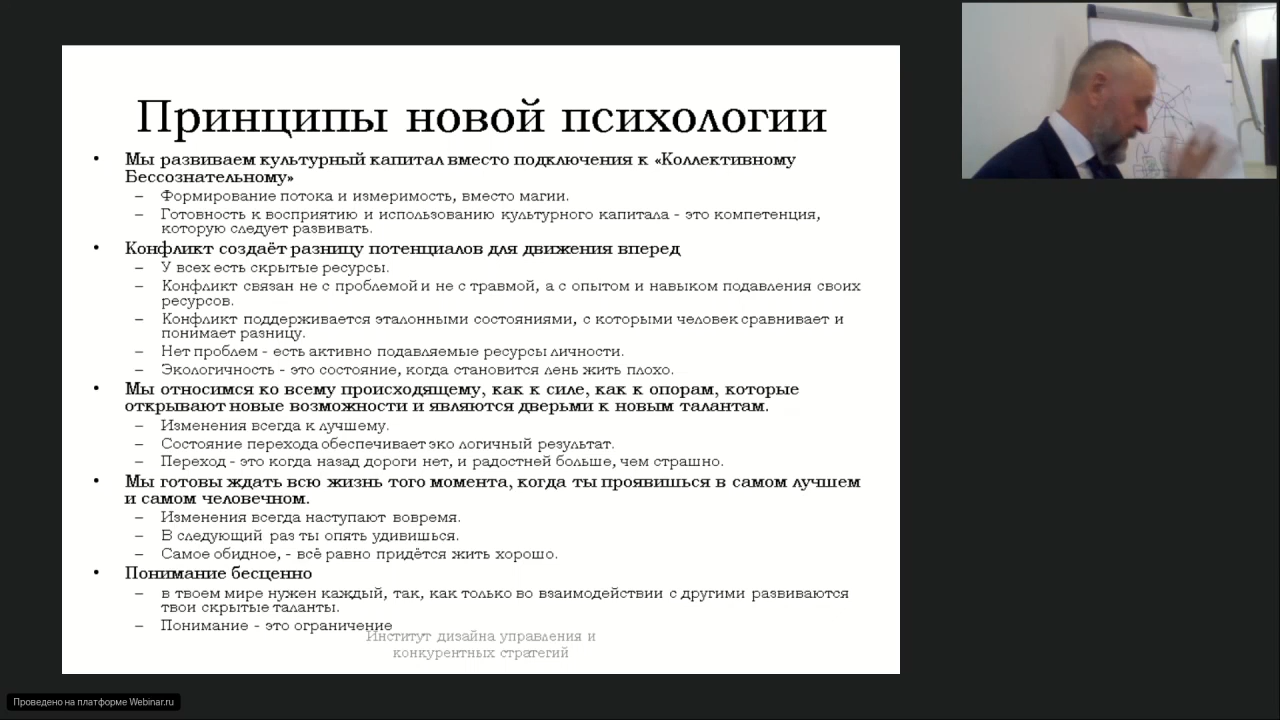 Принципы новой психологии
• Мы развиваем культурный капитал вместо подключения к «Коллективному
Бессознательному»
– Формирование потока и измеримость, вместо магии.
– Готовность к восприятию и использованию культурного капитала - это компетенция,
которую следует развивать.
• Конфликт создаёт разницу потенциалов для движения вперед
– У всех есть скрытые ресурсы.
– Конфликт связан не с проблемой и не с травмой, а с опытом и навыком подавления своих
ресурсов.
– Конфликт поддерживается эталонными состояниями, с которыми человек сравнивает и
понимает разницу.
– Нет проблем - есть активно подавляемые ресурсы личности.
– Экологичность - это состояние, когда становится лень жить плохо.
• Мы относимся ко всему происходящему, как к силе, как к опорам, которые
открывают новые возможности и являются дверьми к новым талантам.
– Изменения всегда к лучшему.
– Состояние перехода обеспечивает эко логичный результат.
– Переход - это когда назад дороги нет, и радостней больше, чем страшно.
• Мы готовы ждать всю жизнь того момента, когда ты проявишься в самом лучшем
и самом человечном.
– Изменения всегда наступают вовремя.
– В следующий раз ты опять удивишься.
– Самое обидное, - всё равно придётся жить хорошо.
• Понимание бесценно
– в твоем мире нужен каждый, так, как только во взаимодействии с другими развиваются
твои скрытые таланты.
– Понимание - это ограничение
Институт дизайна управления и
конкурентных стратегий
Проведено на платформе Webinar.ru